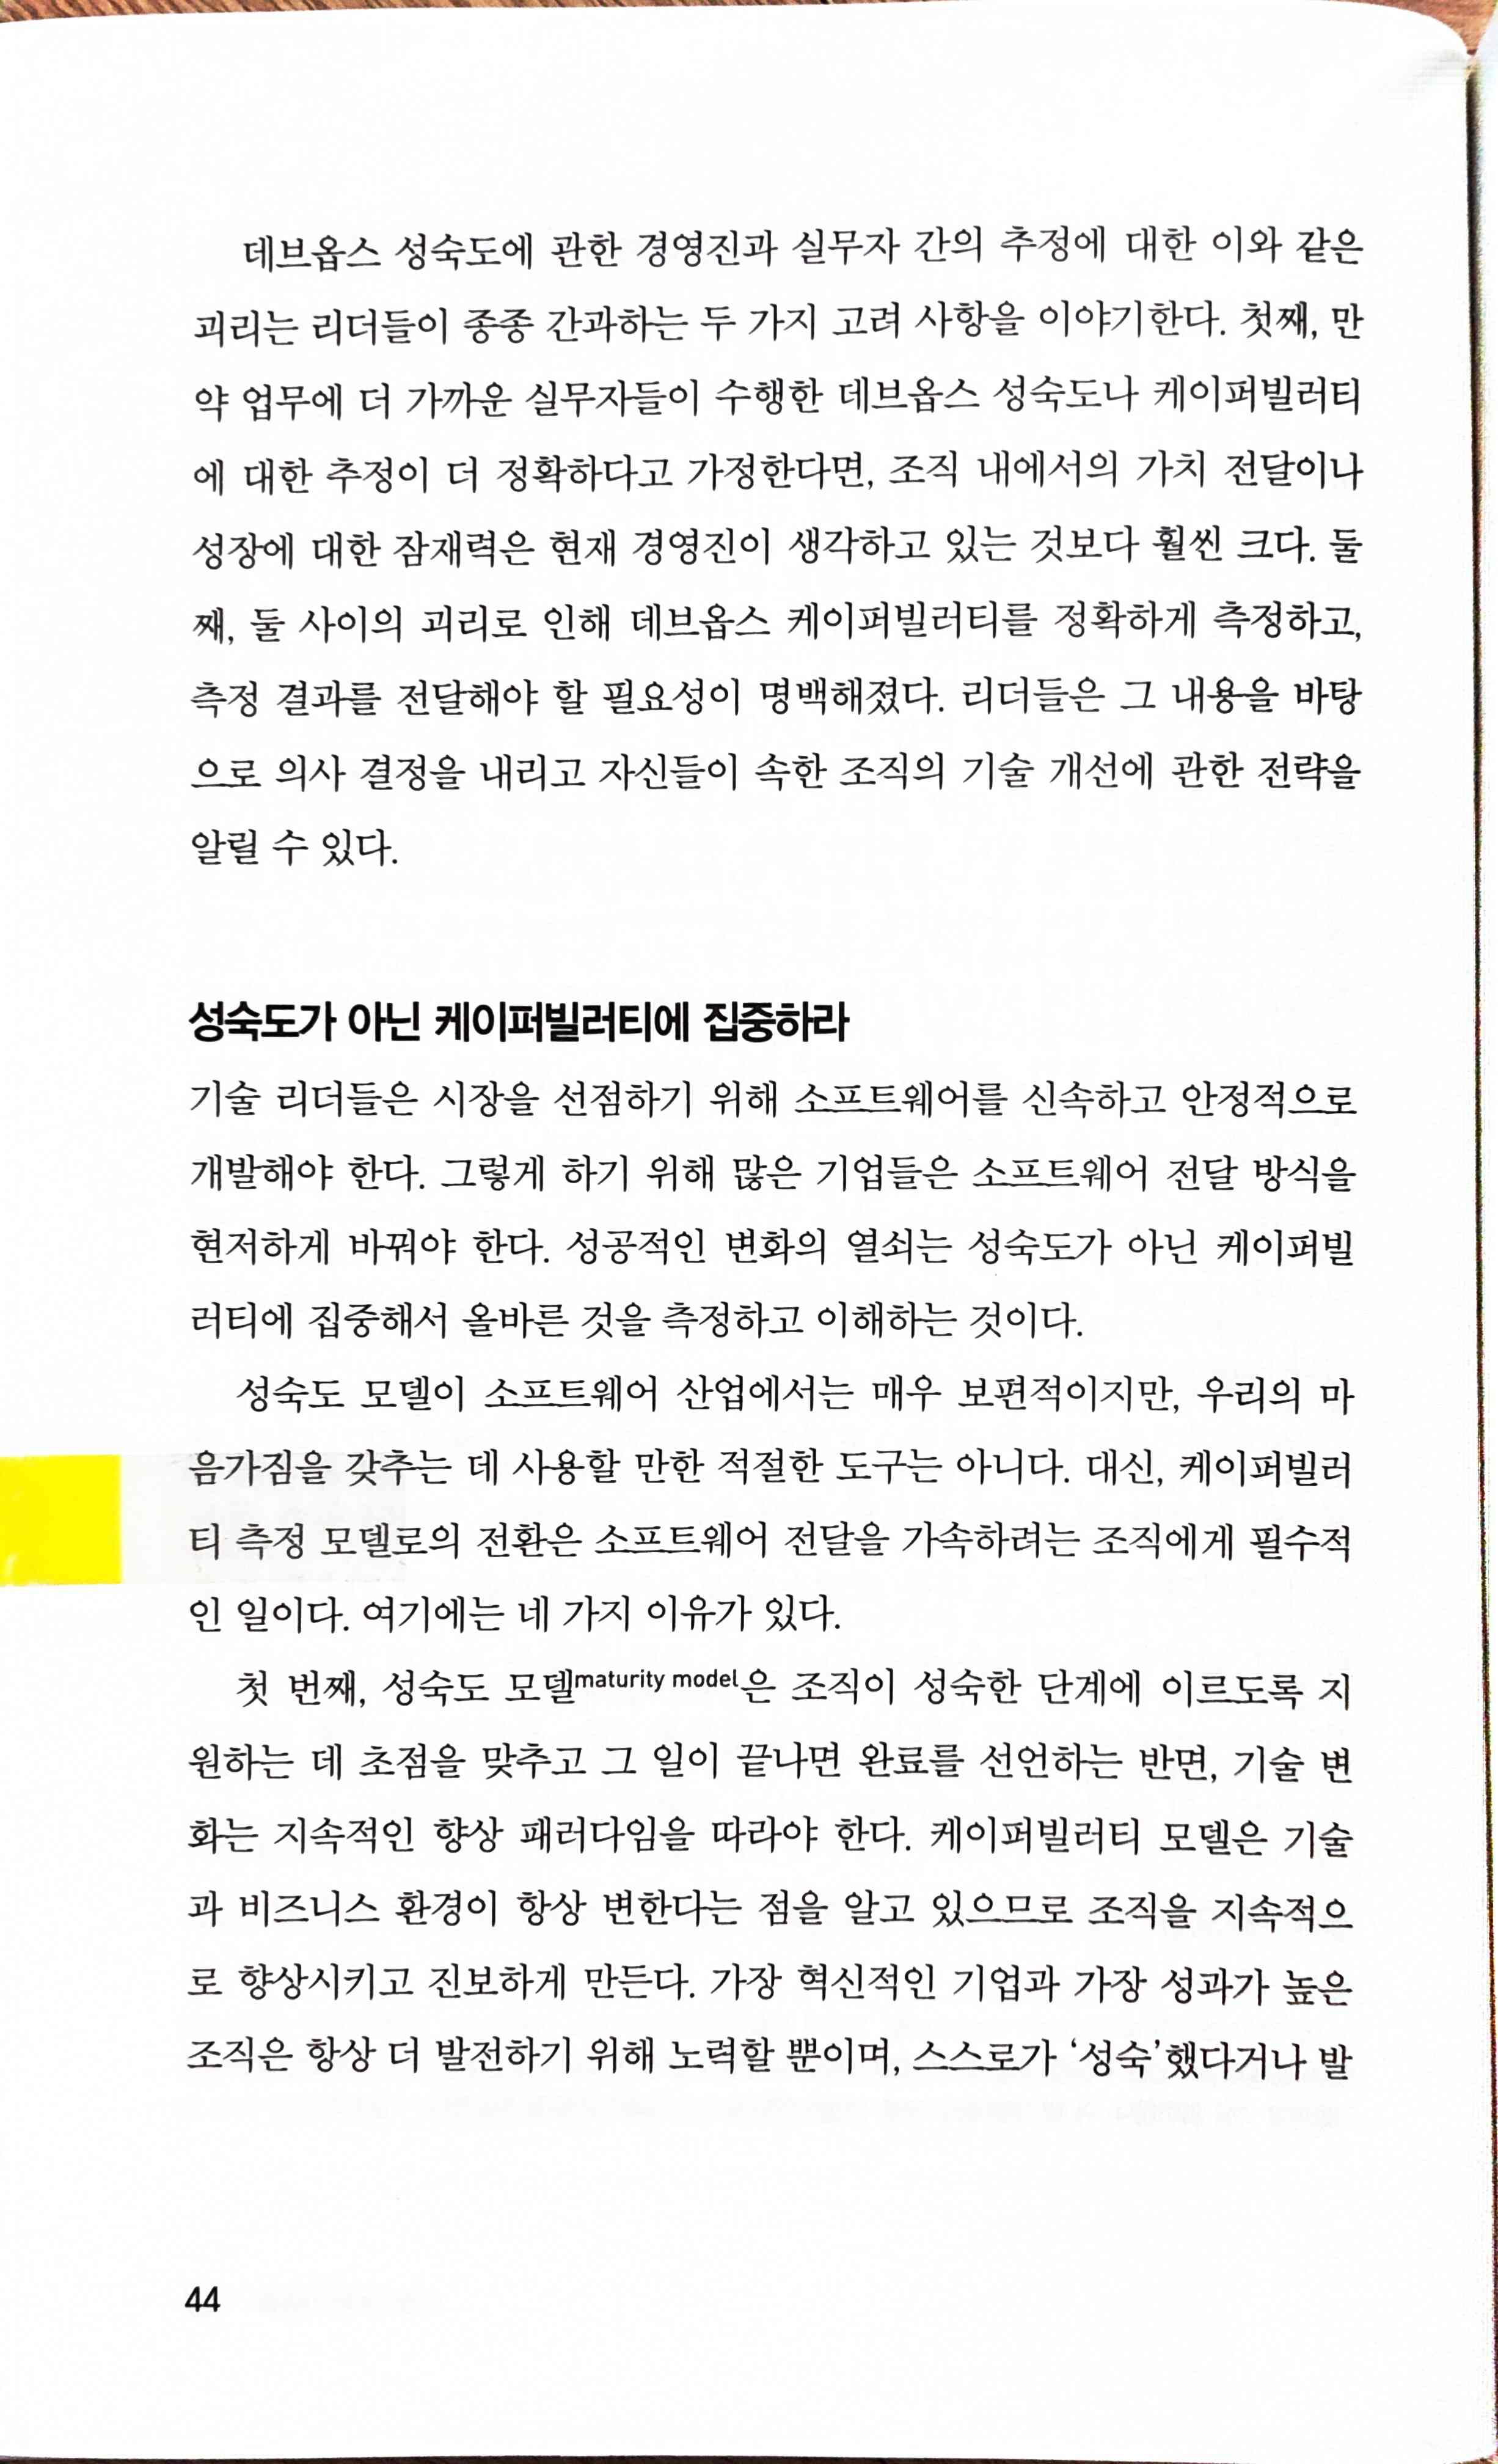 데브옵스 성숙도에 관한 경영진과 실무자 간의 추정에 대한 이와 같은
괴리는 리더들이 종종 간과하는 두 가지 고려 사항을 이야기한다. 첫째, 만
약 업무에 더 가까운 실무자들이 수행한 데브옵스 성숙도나 케이퍼빌러티
에 대한 추정이 더 정확하다고 가정한다면, 조직 내에서의 가치 전달이나
성장에 대한 잠재력은 현재 경영진이 생각하고 있는 것보다 훨씬 크다. 둘
째, 둘 사이의 괴리로 인해 데브옵스 케이퍼빌러티를 정확하게 측정하고,
측정 결과를 전달해야 할 필요성이 명백해졌다. 리더들은 그 내용을 바탕
으로 의사 결정을 내리고 자신들이 속한 조직의 기술 개선에 관한 전략을
알릴 수 있다.
성숙도가 아닌 케이퍼빌러티에 집중하라
기술 리더들은 시장을 선점하기 위해 소프트웨어를 신속하고 안정적으로
개발해야 한다. 그렇게 하기 위해 많은 기업들은 소프트웨어 전달 방식을
현저하게 바꿔야 한다. 성공적인 변화의 열쇠는 성숙도가 아닌 케이퍼빌
러티에 집중해서 올바른 것을 측정하고 이해하는 것이다.
성숙도 모델이 소프트웨어 산업에서는 매우 보편적이지만, 우리의 마
음가짐을 갖추는 데 사용할 만한 적절한 도구는 아니다. 대신, 케이퍼빌러
티 측정 모델로의 전환은 소프트웨어 전달을 가속하려는 조직에게 필수적
인 일이다. 여기에는 네 가지 이유가 있다.
첫 번째, 성숙도 모델maturity model은 조직이 성숙한 단계에 이르도록 지
원하는 데 초점을 맞추고 그 일이 끝나면 완료를 선언하는 반면, 기술 변
화는 지속적인 향상 패러다임을 따라야 한다. 케이퍼빌러티 모델은 기술
과 비즈니스 환경이 항상 변한다는 점을 알고 있으므로 조직을 지속적으
로 향상시키고 진보하게 만든다. 가장 혁신적인 기업과 가장 성과가 높은
조직은 항상 더 발전하기 위해 노력할 뿐이며, 스스로가 ‘성숙’했다거나 발
44